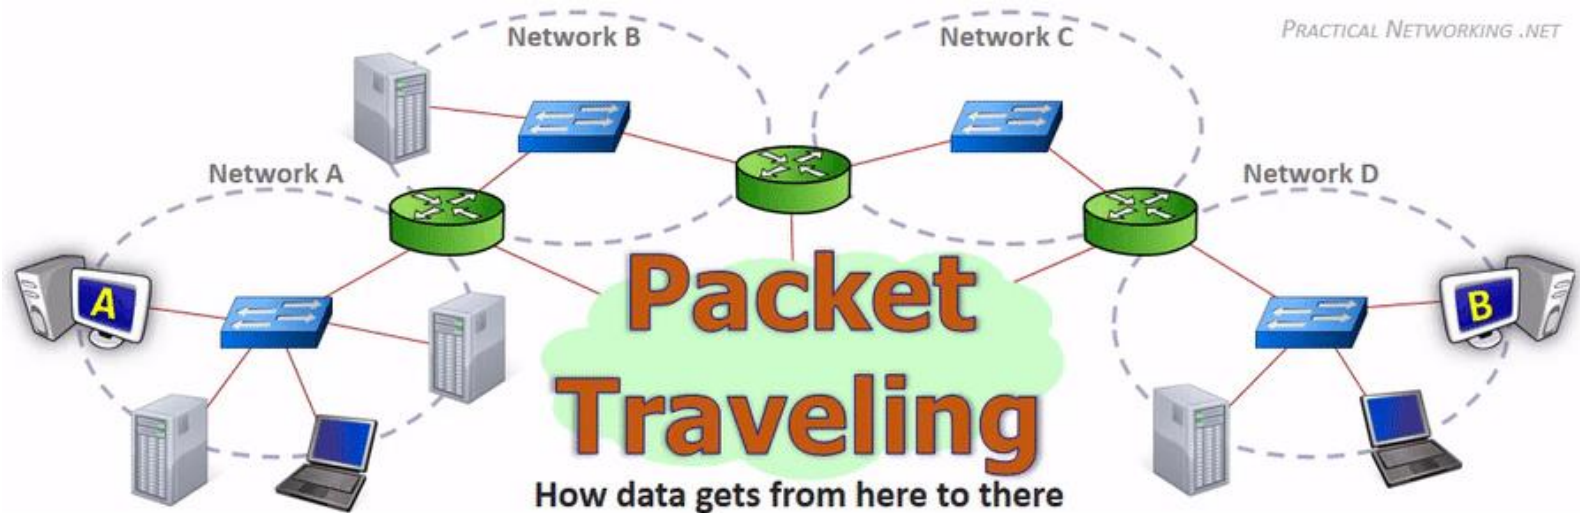 Network B
Network C
PRACTICAL NETWORKING .NET
Network A
Network D
A
B
Packet
Traveling
How data gets from here to there